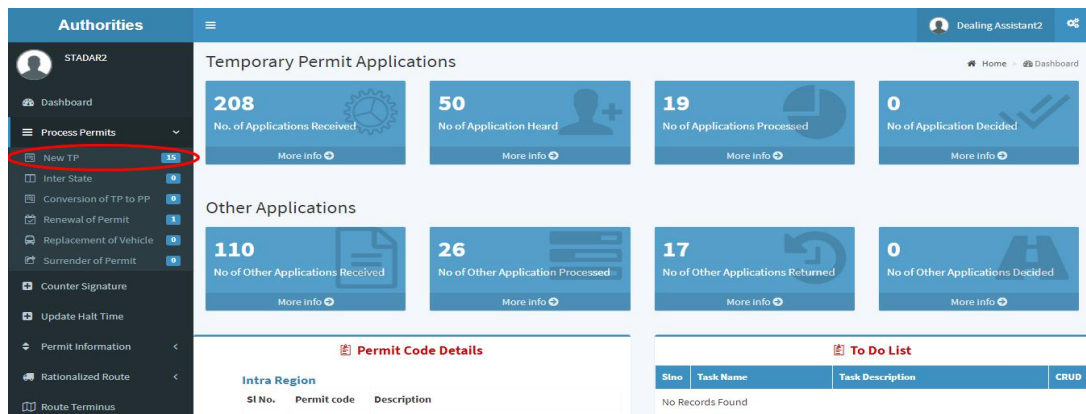 Authorities
Dealing Assistant2
STADAR2
Dashboard
Process Permits
New TP 15
Inter State 0
Conversion of TP to PP 0
Renewal of Permit 1
Replacement of Vehicle 0
Surrender of Permit 0
Counter Signature
Update Halt Time
Permit Information
Rationalized Route
Route Terminus
Temporary Permit Applications
Home > Dashboard
208
No. of Applications Received
More info
50
No of Application Heard
More info
19
No of Applications Processed
More info
0
No of Application Decided
More info
Other Applications
110
No of Other Applications Received
More info
26
No of Other Application Processed
More info
17
No of Other Applications Returned
More info
0
No of Other Applications Decided
More info
Permit Code Details
Intra Region
Sl No. Permit code Description
To Do List
Slno Task Name Task Description CRUD
No Records Found